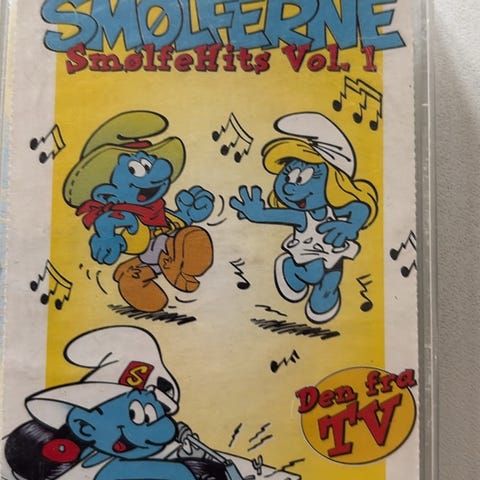 SMØLFERNE
SmølfeHits Vol. 1
S
Den fra
TV